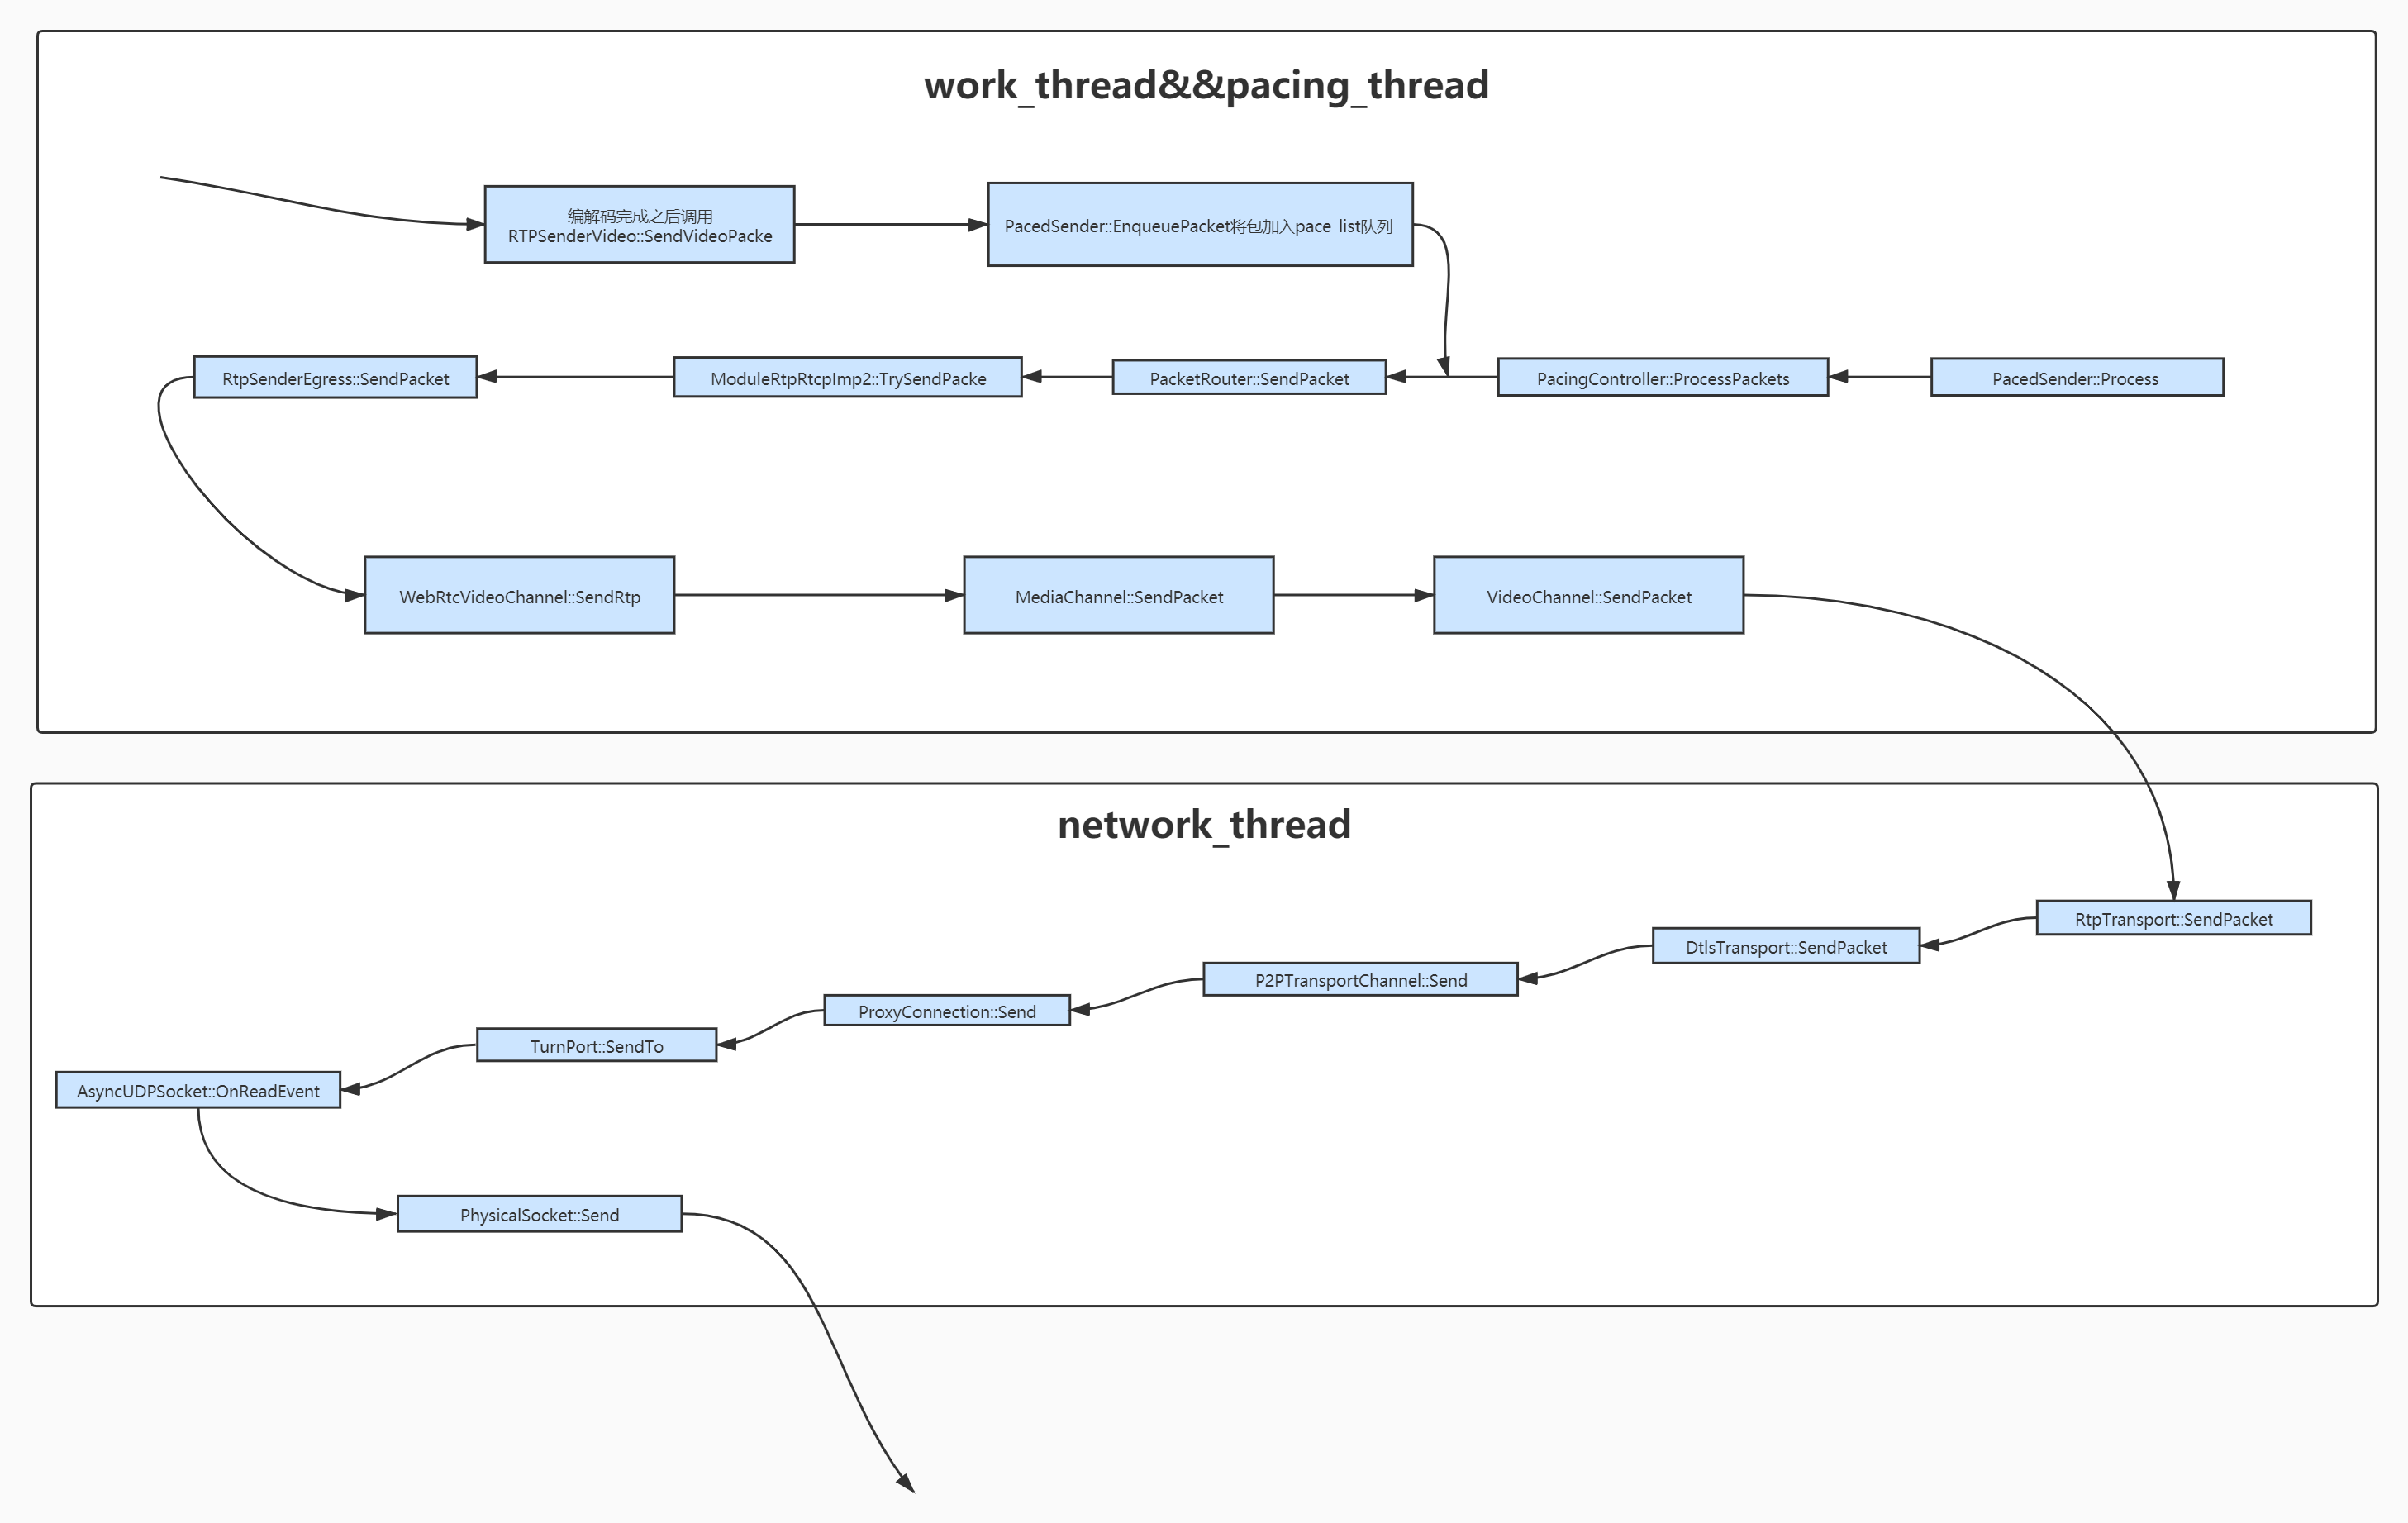 work_thread&&pacing_thread
编解码完成之后调用
RTPSenderVideo::SendVideoPacke
PacedSender::EnqueuePacket将包加入pace_list队列
RtpSenderEgress::SendPacket
ModuleRtpRtcpImp2::TrySendPacke
PacketRouter::SendPacket
PacingController::ProcessPackets
PacedSender::Process
WebRtcVideoChannel::SendRtp
MediaChannel::SendPacket
VideoChannel::SendPacket
network_thread
RtpTransport::SendPacket
DtlsTransport::SendPacket
P2PTransportChannel::Send
ProxyConnection::Send
TurnPort::SendTo
AsyncUDPSocket::OnReadEvent
PhysicalSocket::Send